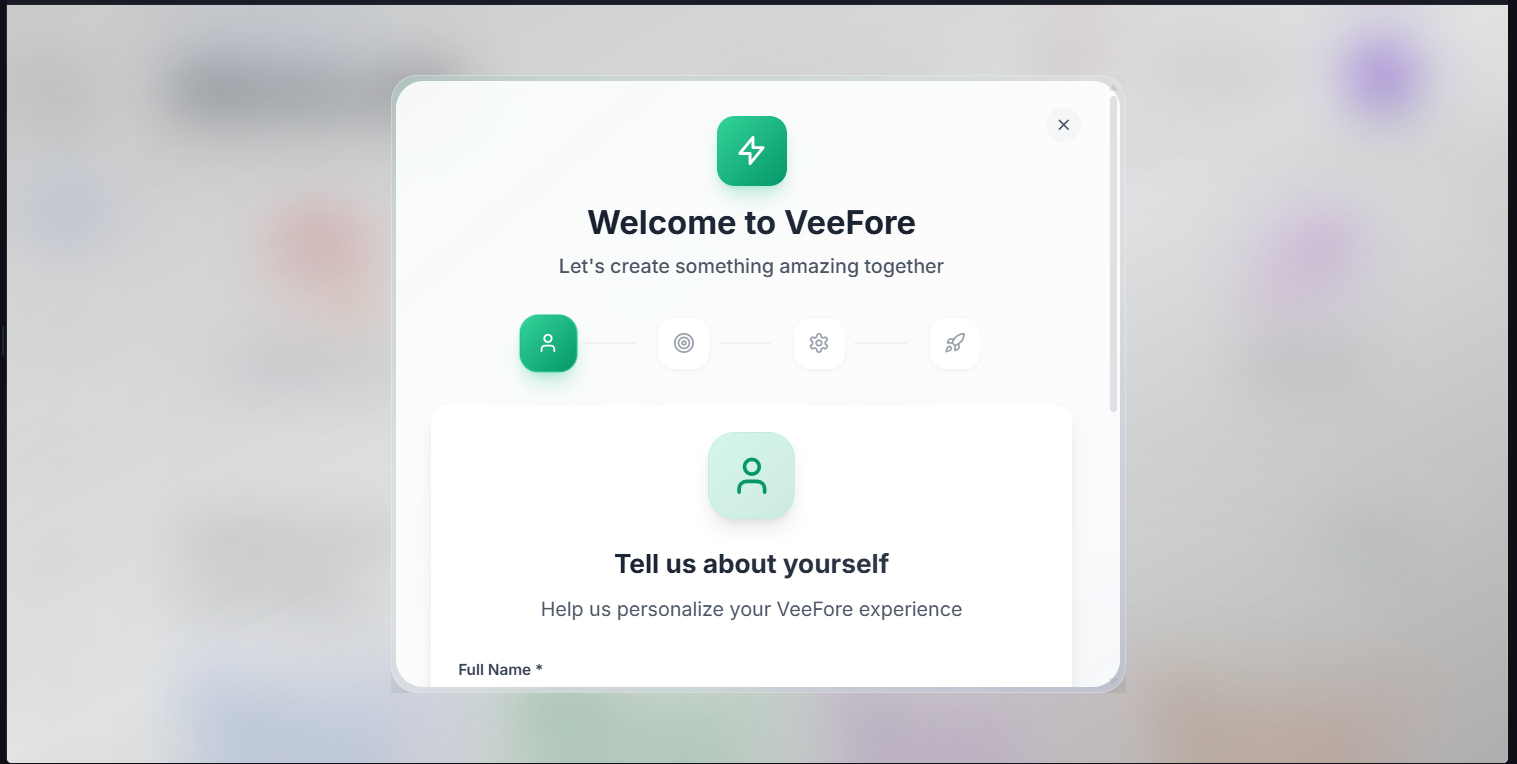 Welcome to VeeFore
Let's create something amazing together
Tell us about yourself
Help us personalize your VeeFore experience
Full Name *